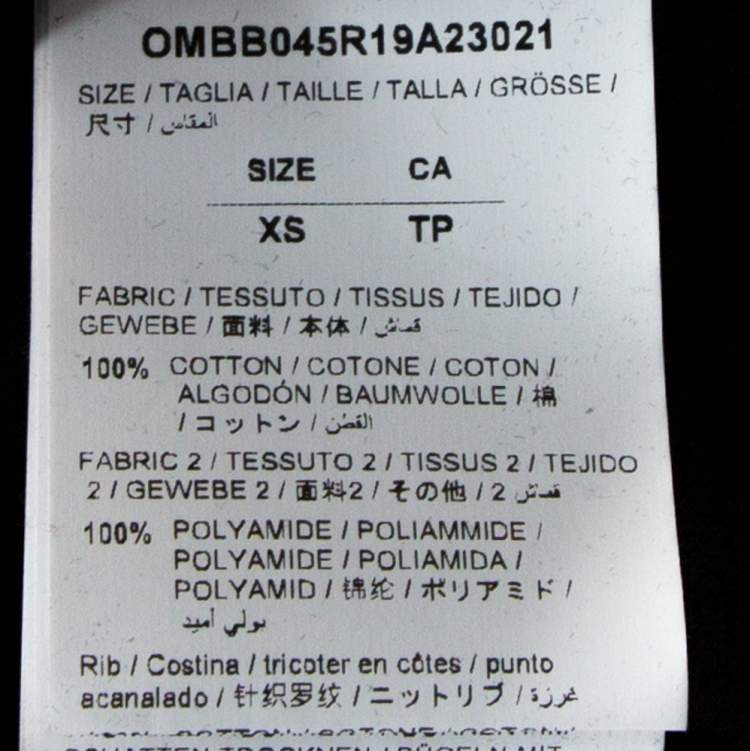 OMBB045R19A23021
SIZE / TAGLIA / TAILLE / TALLA / GRÖSSE /
尺寸 / المقاس
SIZE CA
XS TP
FABRIC / TESSUTO / TISSUS / TEJIDO /
GEWEBE / 面料 / 本体 / قماش
100% COTTON / COTONE / COTON /
ALGODÓN / BAUMWOLLE / 棉
/ コットン / القطن
FABRIC 2 / TESSUTO 2 / TISSUS 2 / TEJIDO
2 / GEWEBE 2 / 面料2 / その他 / 2 قماش
100% POLYAMIDE / POLIAMMIDE /
POLYAMIDE / POLIAMIDA /
POLYAMID / 锦纶 / ポリアミド /
بولي أميد
Rib / Costina / tricoter en côtes / punto
acanalado / 针织罗纹 / ニットリブ / غرزة